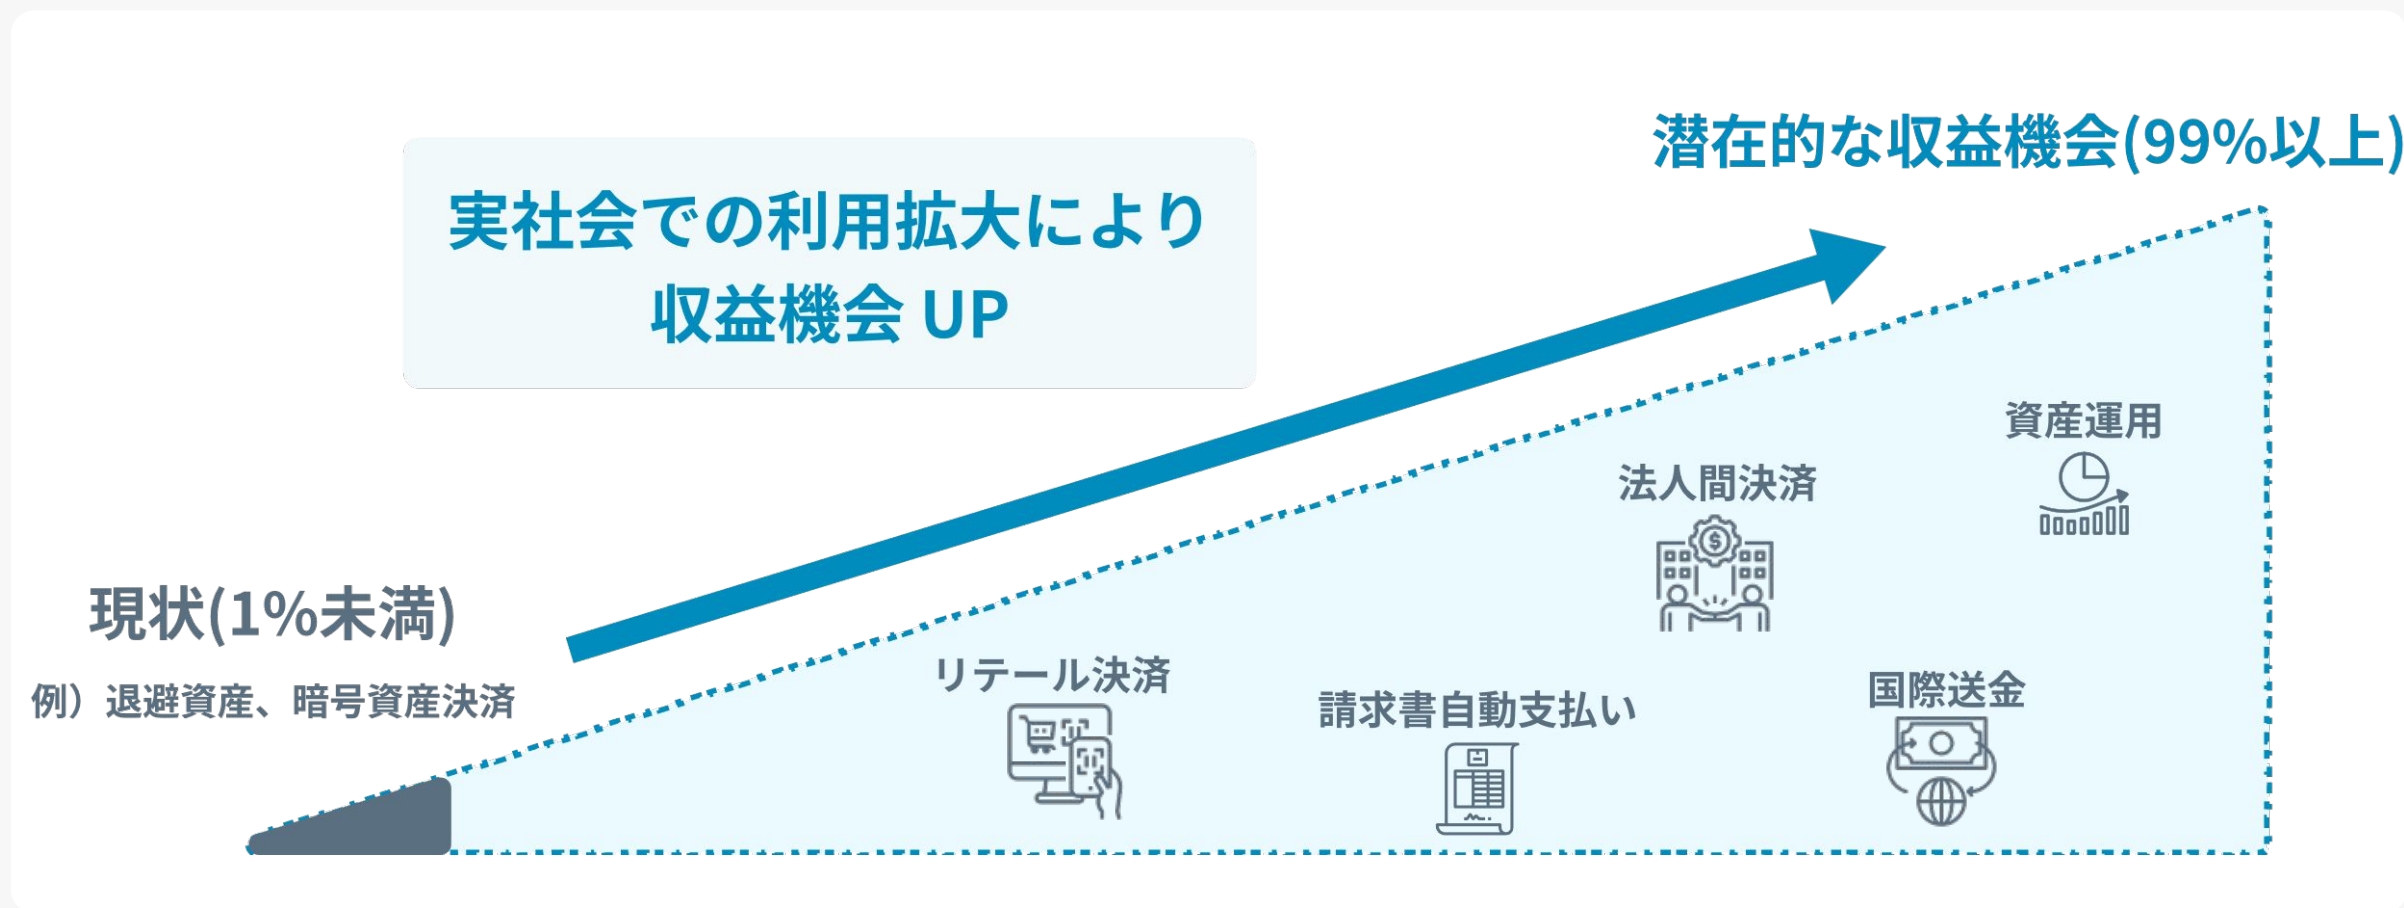 潜在的な収益機会(99%以上)
実社会での利用拡大により
収益機会 UP
資産運用
法人間決済
現状(1%未満)
例）退避資産、暗号資産決済
リテール決済
請求書自動支払い
国際送金